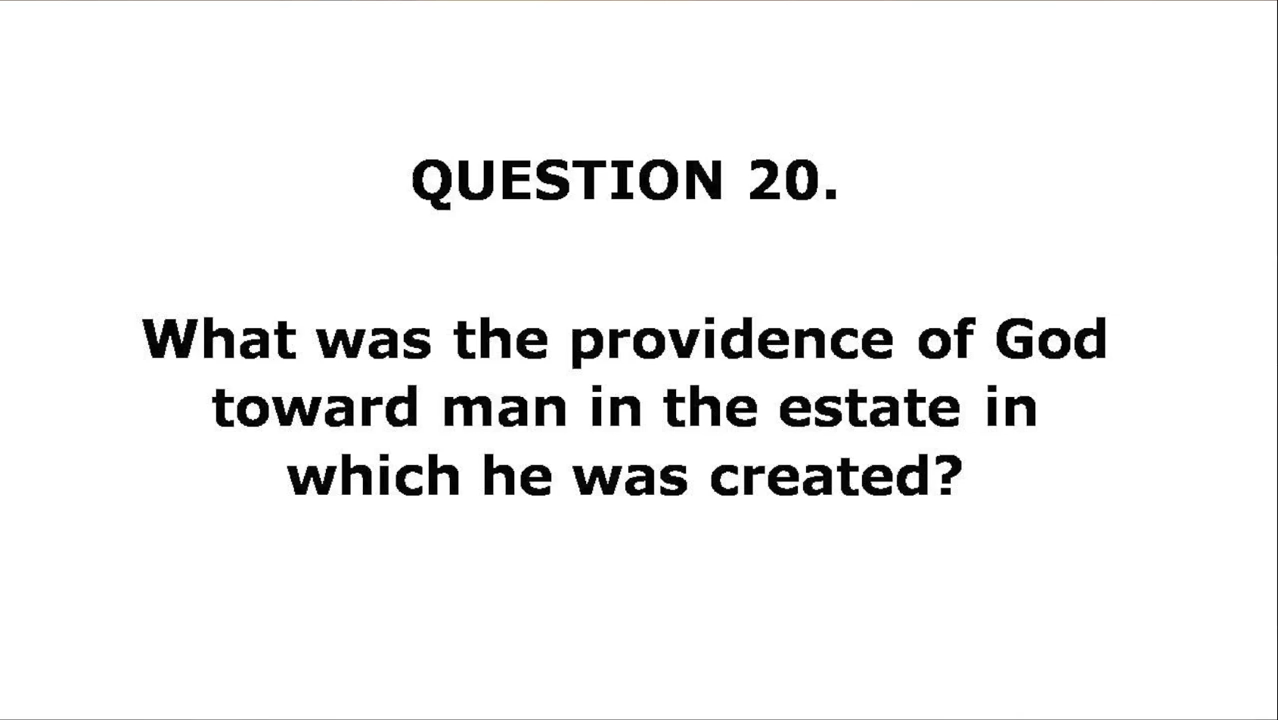 QUESTION 20.
What was the providence of God
toward man in the estate in
which he was created?